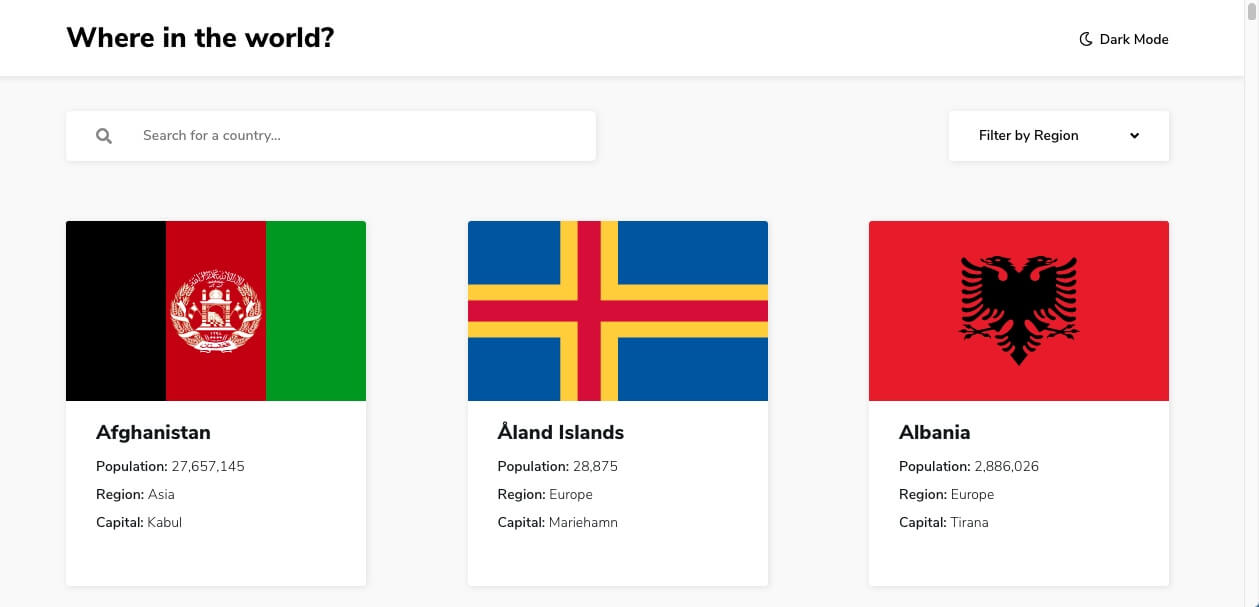 Where in the world?
Dark Mode
Search for a country...
Filter by Region
Afghanistan
Population: 27,657,145
Region: Asia
Capital: Kabul
Åland Islands
Population: 28,875
Region: Europe
Capital: Mariehamn
Albania
Population: 2,886,026
Region: Europe
Capital: Tirana